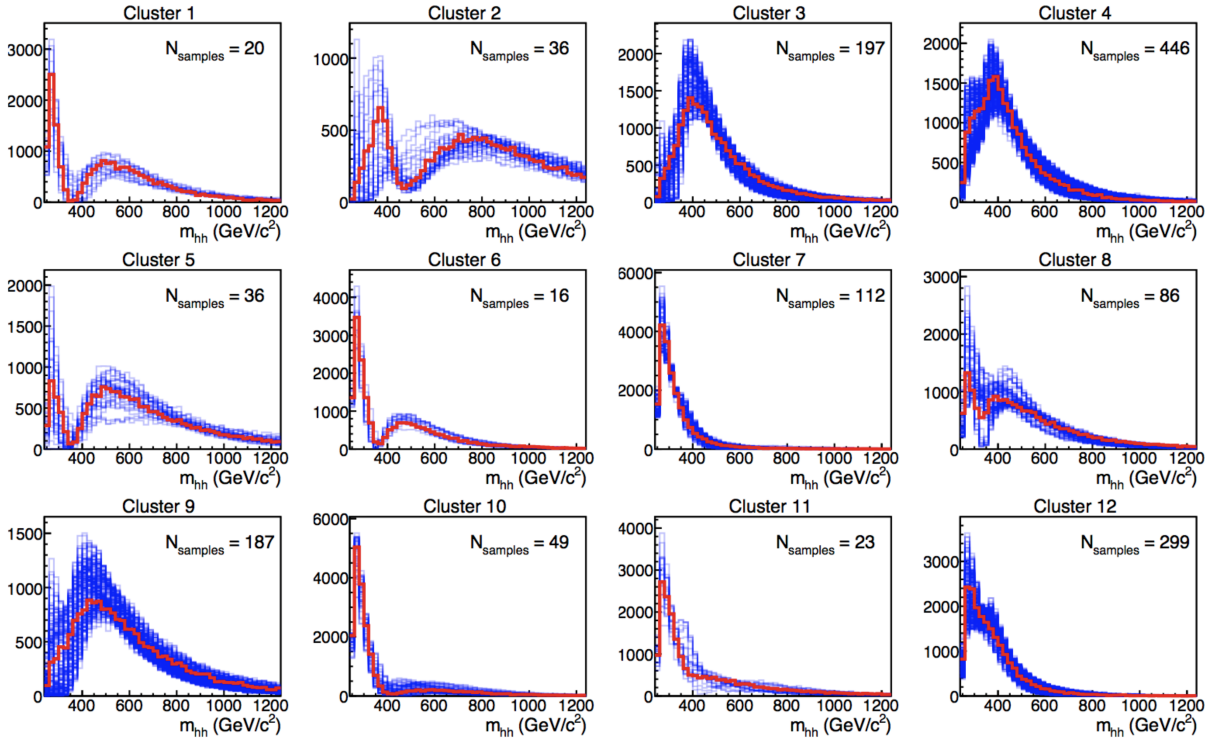 Cluster 1
Cluster 2
Cluster 3
Cluster 4
N_samples = 20
N_samples = 36
N_samples = 197
N_samples = 446
3000
2000
1000
0
1000
500
0
2000
1500
1000
500
0
2000
1500
1000
500
0
400 600 800 1000 1200
400 600 800 1000 1200
400 600 800 1000 1200
400 600 800 1000 1200
m_hh (GeV/c²)
m_hh (GeV/c²)
m_hh (GeV/c²)
m_hh (GeV/c²)
Cluster 5
Cluster 6
Cluster 7
Cluster 8
N_samples = 36
N_samples = 16
N_samples = 112
N_samples = 86
2000
1500
1000
500
0
4000
3000
2000
1000
0
6000
4000
2000
0
3000
2000
1000
0
400 600 800 1000 1200
400 600 800 1000 1200
400 600 800 1000 1200
400 600 800 1000 1200
m_hh (GeV/c²)
m_hh (GeV/c²)
m_hh (GeV/c²)
m_hh (GeV/c²)
Cluster 9
Cluster 10
Cluster 11
Cluster 12
N_samples = 187
N_samples = 49
N_samples = 23
N_samples = 299
1500
1000
500
0
6000
4000
2000
0
4000
3000
2000
1000
0
4000
3000
2000
1000
0
400 600 800 1000 1200
400 600 800 1000 1200
400 600 800 1000 1200
400 600 800 1000 1200
m_hh (GeV/c²)
m_hh (GeV/c²)
m_hh (GeV/c²)
m_hh (GeV/c²)